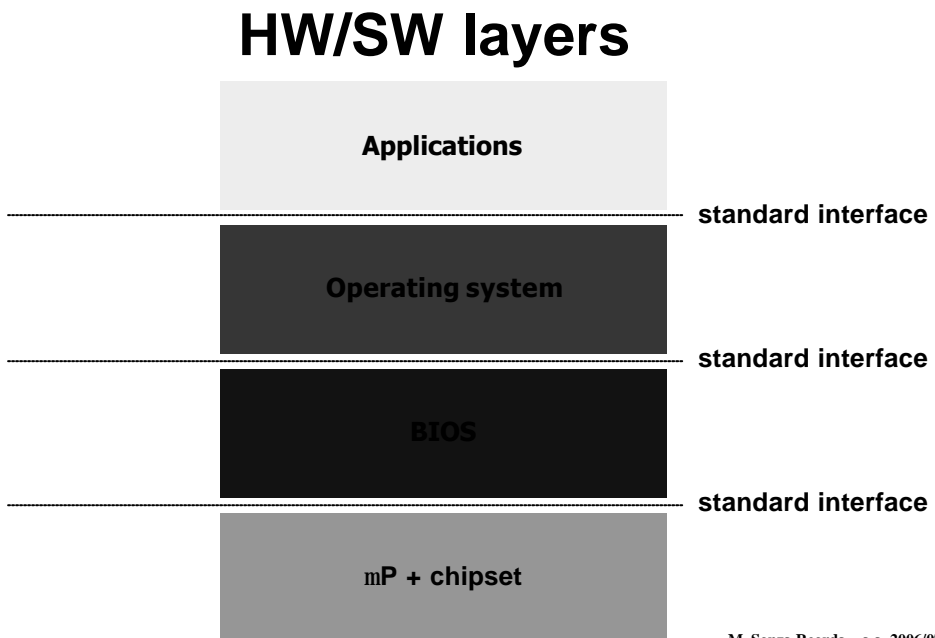 HW/SW layers
Applications
standard interface
Operating system
standard interface
BIOS
standard interface
mP + chipset